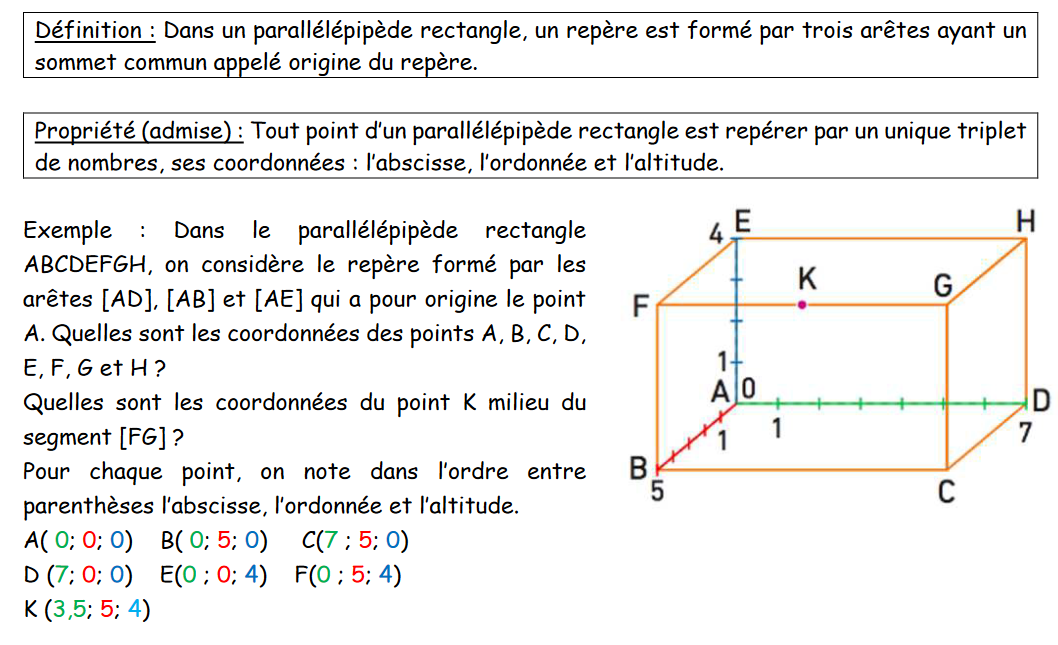 Définition : Dans un parallélépipède rectangle, un repère est formé par trois arêtes ayant un
sommet commun appelé origine du repère.
Propriété (admise) : Tout point d’un parallélépipède rectangle est repérer par un unique triplet
de nombres, ses coordonnées : l’abscisse, l’ordonnée et l’altitude.
Exemple : Dans le parallélépipède rectangle
ABCDEFGH, on considère le repère formé par les
arêtes [AD], [AB] et [AE] qui a pour origine le point
A. Quelles sont les coordonnées des points A, B, C, D,
E, F, G et H ?
Quelles sont les coordonnées du point K milieu du
segment [FG] ?
Pour chaque point, on note dans l’ordre entre
parenthèses l’abscisse, l’ordonnée et l’altitude.
A( 0; 0; 0) B( 0; 5; 0) C(7 ; 5; 0)
D (7; 0; 0) E(0 ; 0; 4) F(0 ; 5; 4)
K (3,5; 5; 4)
4 E H
K
F G
1
A 0 D
1 1 7
B
5 C